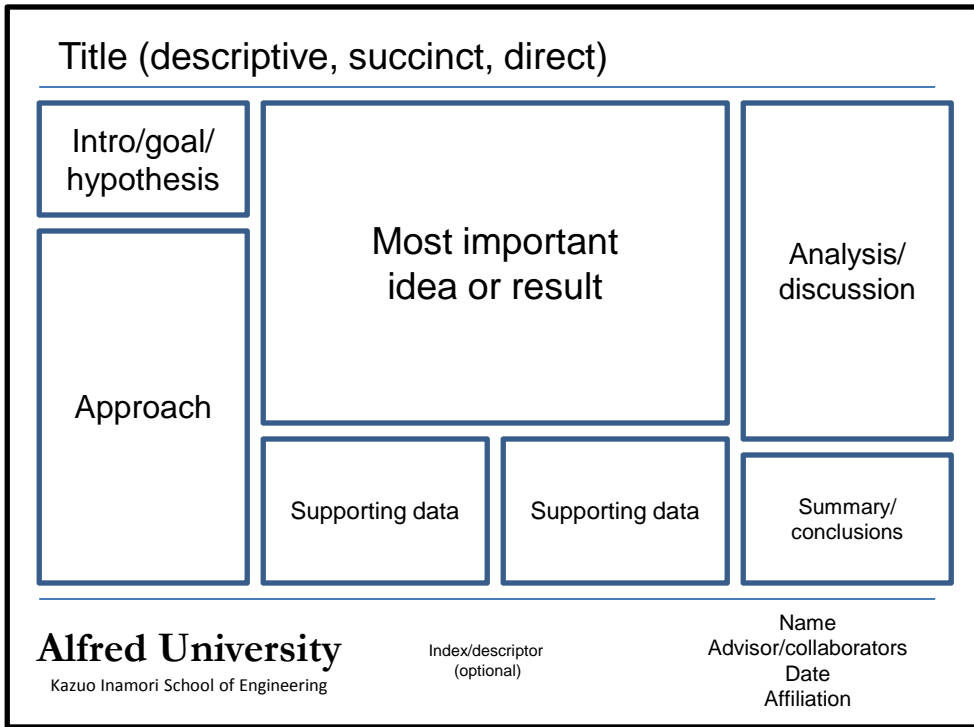 Title (descriptive, succinct, direct)
Intro/goal/
hypothesis
Approach
Most important
idea or result
Supporting data
Supporting data
Analysis/
discussion
Summary/
conclusions
Alfred University
Kazuo Inamori School of Engineering
Index/descriptor
(optional)
Name
Advisor/collaborators
Date
Affiliation